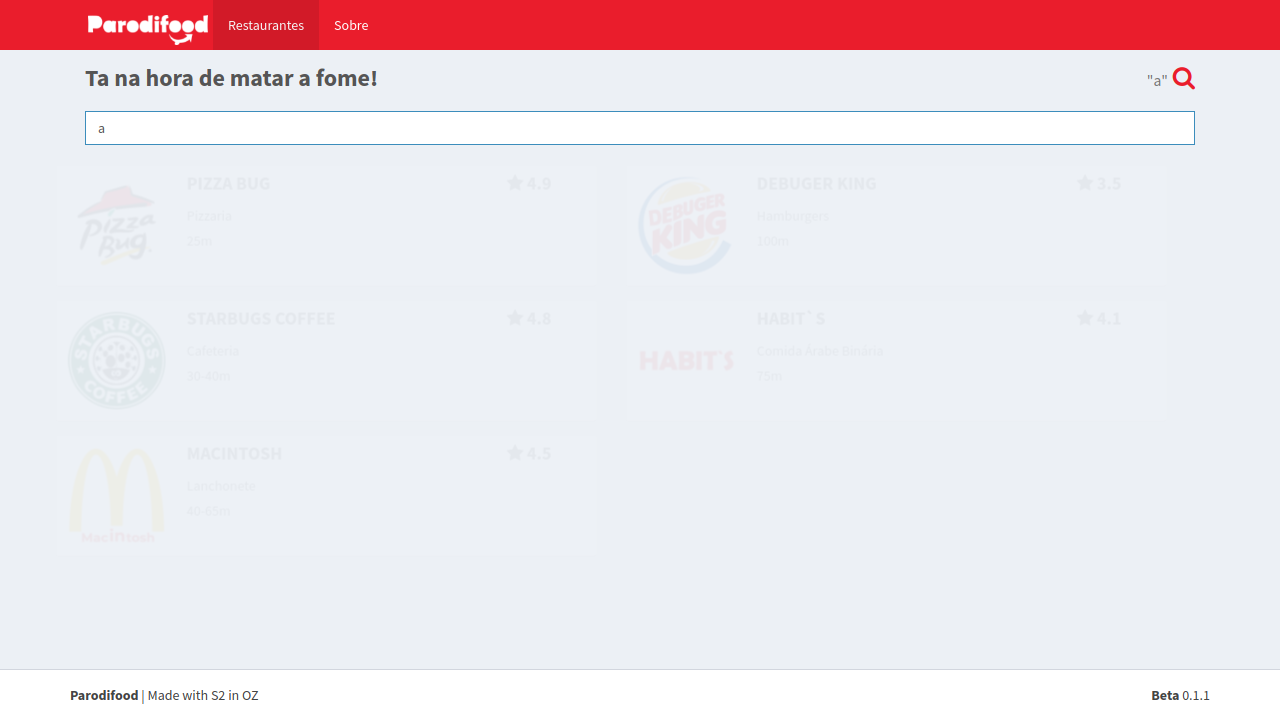 Parodifood Restaurantes Sobre
Ta na hora de matar a fome! "a"
a
Pizza Bug.
PIZZA BUG 4.9
Pizzaria
25m
DEBUGER KING
DEBUGER KING 3.5
Hamburgers
100m
STARBUGS COFFEE
STARBUGS COFFEE 4.8
Cafeteria
30-40m
HABIT'S
HABIT`S 4.1
Comida Árabe Binária
75m
Macintosh
MACINTOSH 4.5
Lanchonete
40-65m
Parodifood | Made with S2 in OZ Beta 0.1.1